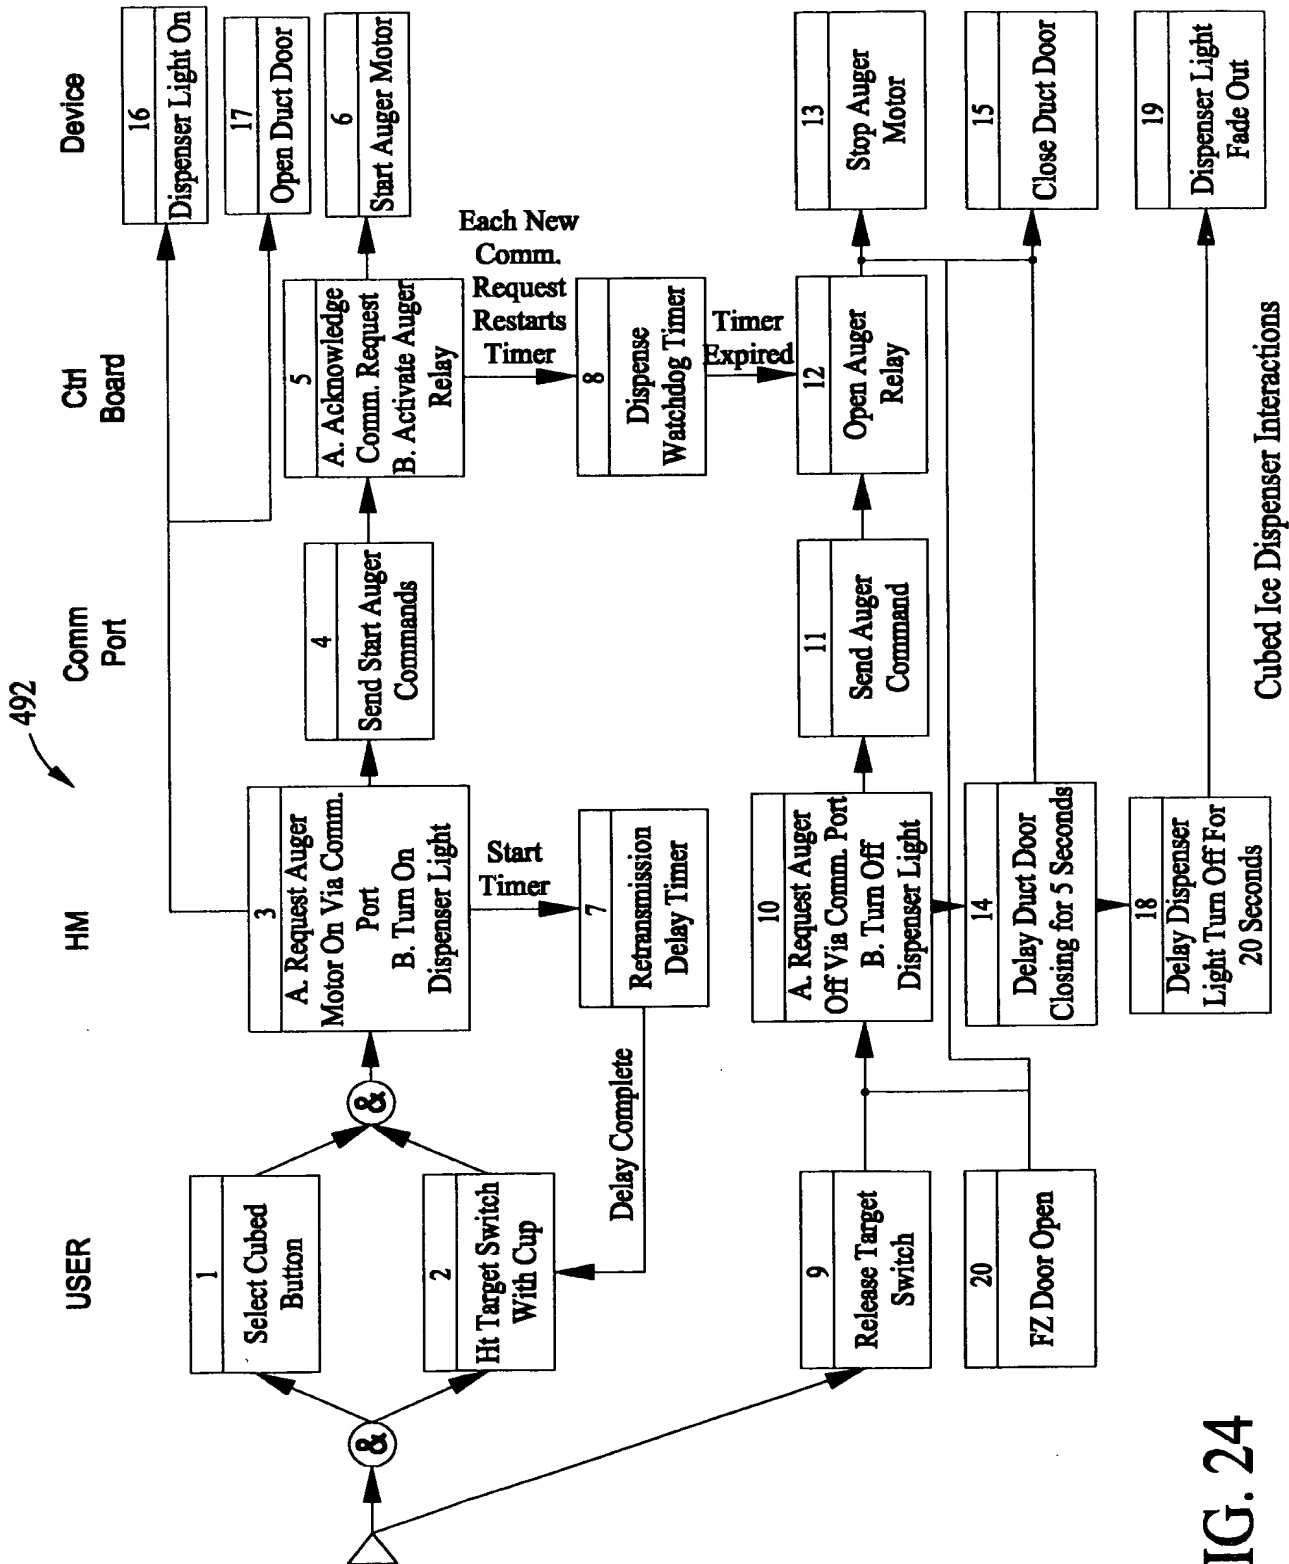 492
USER
HM
Comm
Port
Ctrl
Board
Device
&
1
Select Cubed
Button
2
Ht Target Switch
With Cup
&
3
A. Request Auger
Motor On Via Comm.
Port
B. Turn On
Dispenser Light
4
Send Start Auger
Commands
5
A. Acknowledge
Comm. Request
B. Activate Auger
Relay
16
Dispenser Light On
17
Open Duct Door
6
Start Auger Motor
Start
Timer
7
Retransmission
Delay Timer
Delay Complete
Each New
Comm.
Request
Restarts
Timer
8
Dispense
Watchdog Timer
Timer
Expired
9
Release Target
Switch
10
A. Request Auger
Off Via Comm. Port
B. Turn Off
Dispenser Light
11
Send Auger
Command
12
Open Auger
Relay
13
Stop Auger
Motor
20
FZ Door Open
14
Delay Duct Door
Closing for 5 Seconds
15
Close Duct Door
18
Delay Dispenser
Light Turn Off For
20 Seconds
19
Dispenser Light
Fade Out
Cubed Ice Dispenser Interactions
IG. 24